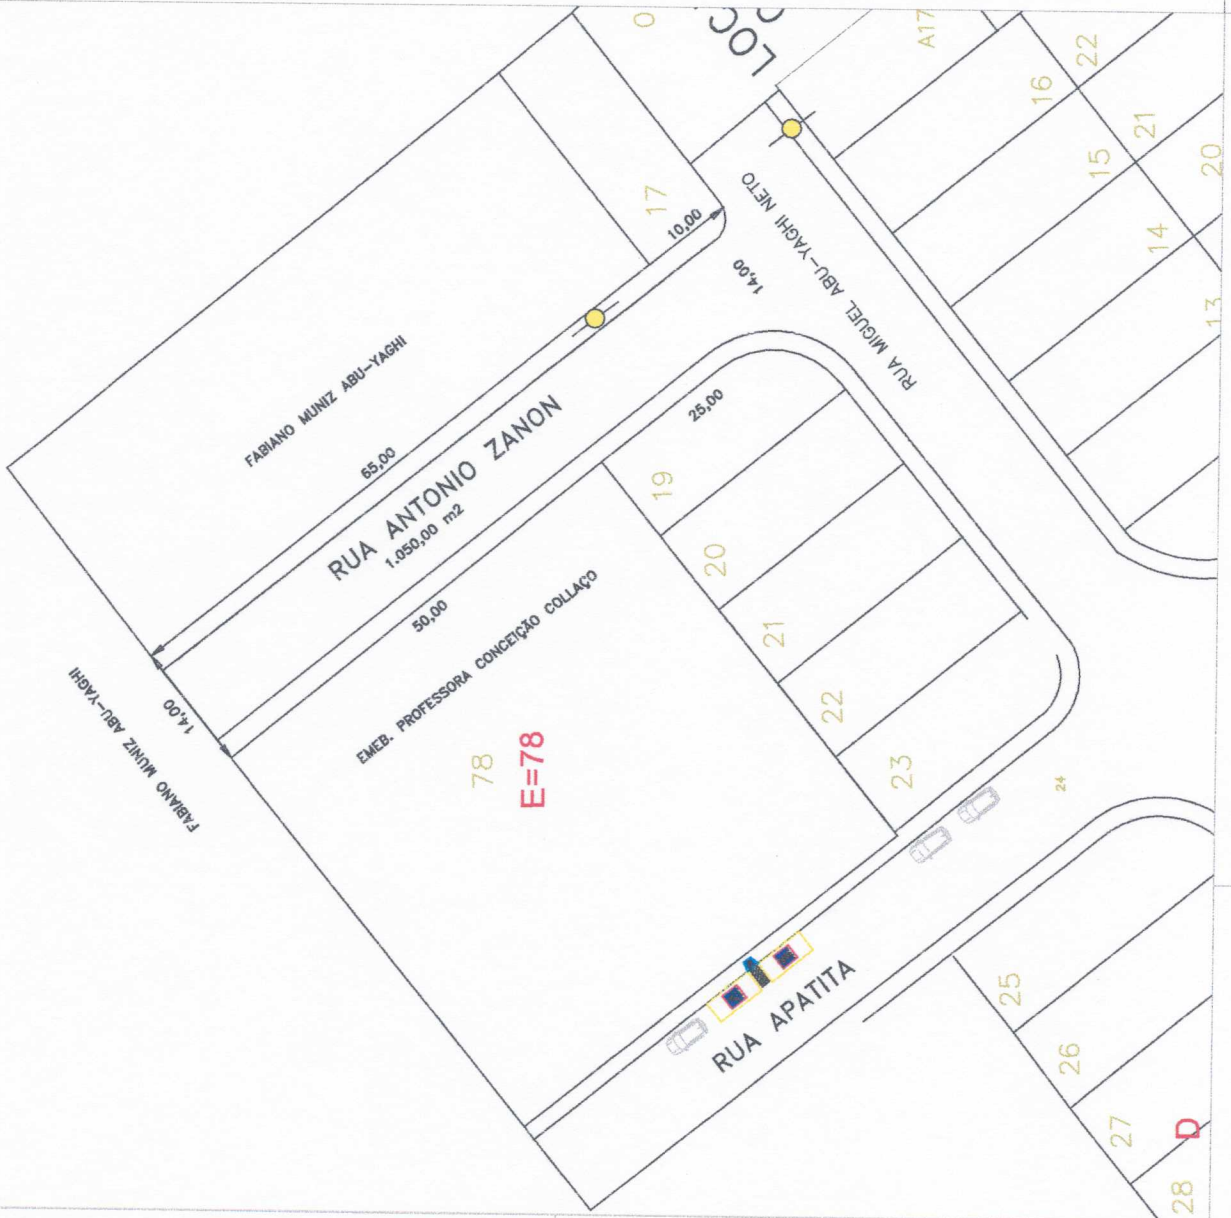 LOC
0
A17
22
16
21
15
20
17
14
13
10,00
14,00
RUA MIGUEL ABU-YAGHI NETO
FABIANO MUNIZ ABU-YAGHI
65,00
RUA ANTONIO ZANON
1.050,00 m2
25,00
50,00
EMEB. PROFESSORA CONCEIÇÃO COLLAÇO
14,00
FABIANO MUNIZ ABU-YAGHI
78
E=78
19
20
21
22
23
24
RUA APATITA
25
26
27
D
28